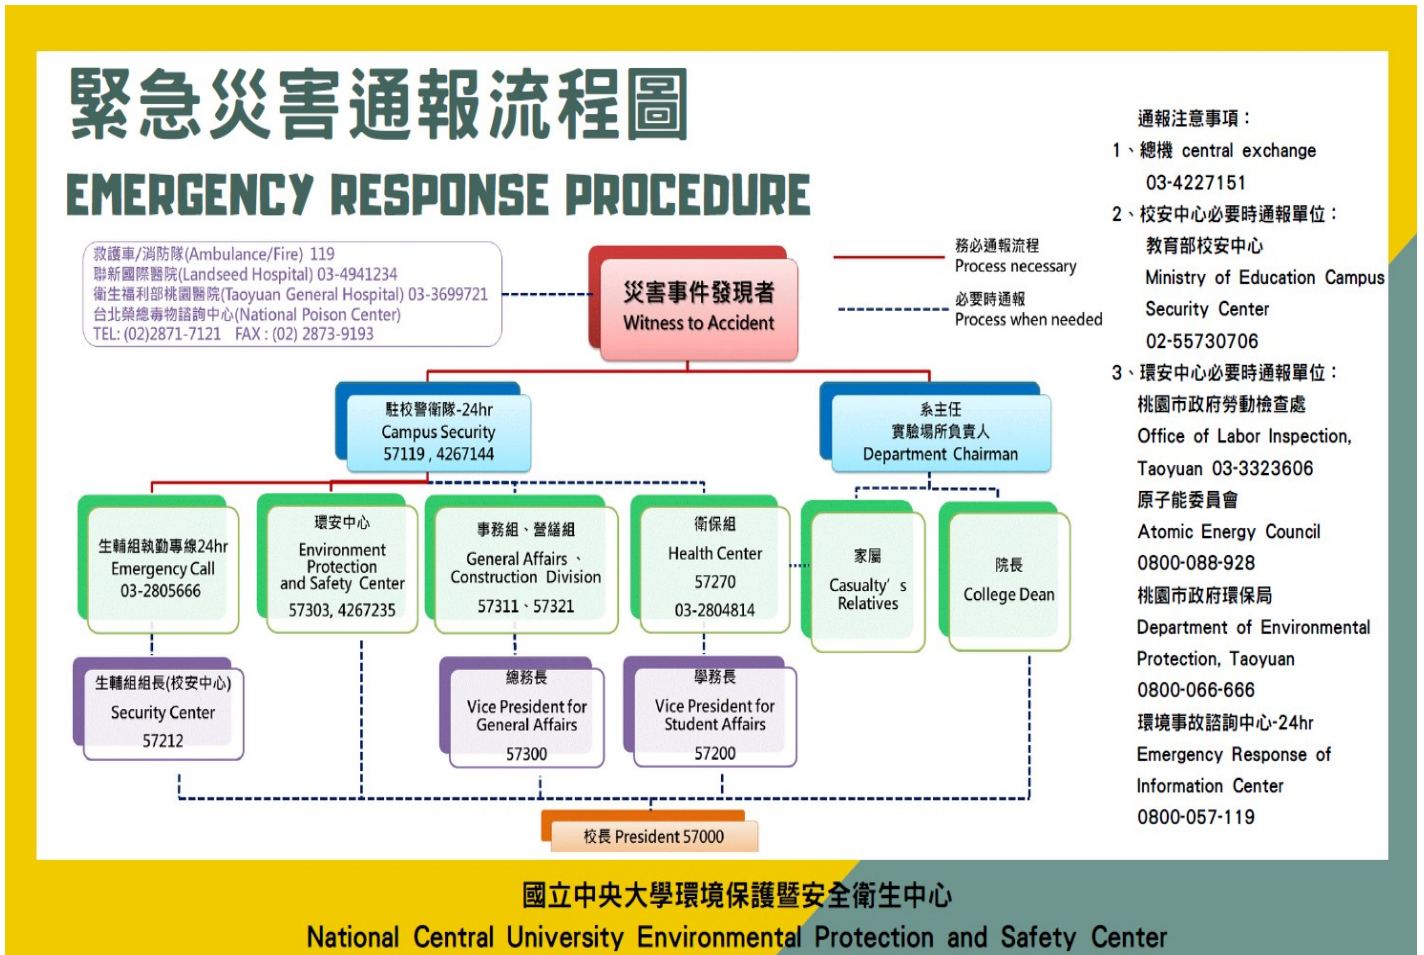 緊急災害通報流程圖
EMERGENCY RESPONSE PROCEDURE
救護車/消防隊(Ambulance/Fire) 119
聯新國際醫院(Landseed Hospital) 03-4941234
衛生福利部桃園醫院(Taoyuan General Hospital) 03-3699721
台北榮總毒物諮詢中心(National Poison Center)
TEL: (02)2871-7121 FAX : (02) 2873-9193
災害事件發現者
Witness to Accident
務必通報流程
Process necessary
必要時通報
Process when needed
駐校警衛隊-24hr
Campus Security
57119 , 4267144
系主任
實驗場所負責人
Department Chairman
生輔組執勤專線24hr
Emergency Call
03-2805666
環安中心
Environment
Protection
and Safety Center
57303, 4267235
事務組、營繕組
General Affairs、
Construction Division
57311、57321
衛保組
Health Center
57270
03-2804814
家屬
Casualty's
Relatives
院長
College Dean
生輔組組長(校安中心)
Security Center
57212
總務長
Vice President for
General Affairs
57300
學務長
Vice President for
Student Affairs
57200
校長 President 57000
通報注意事項：
1、總機 central exchange
03-4227151
2、校安中心必要時通報單位：
教育部校安中心
Ministry of Education Campus
Security Center
02-55730706
3、環安中心必要時通報單位：
桃園市政府勞動檢查處
Office of Labor Inspection,
Taoyuan 03-3323606
原子能委員會
Atomic Energy Council
0800-088-928
桃園市政府環保局
Department of Environmental
Protection, Taoyuan
0800-066-666
環境事故諮詢中心-24hr
Emergency Response of
Information Center
0800-057-119
國立中央大學環境保護暨安全衛生中心
National Central University Environmental Protection and Safety Center